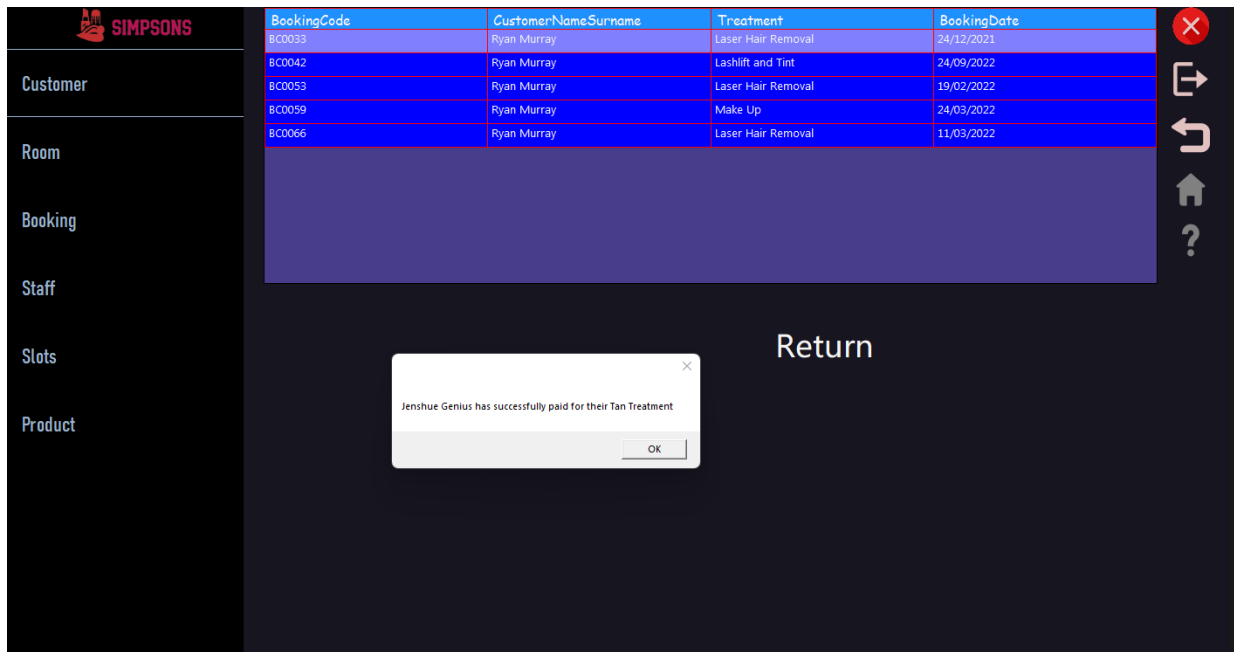 SIMPSONS
Customer
Room
Booking
Staff
Slots
Product
BookingCode CustomerNameSurname Treatment BookingDate
BC0033 Ryan Murray Laser Hair Removal 24/12/2021
BC0042 Ryan Murray Lashlift and Tint 24/09/2022
BC0053 Ryan Murray Laser Hair Removal 19/02/2022
BC0059 Ryan Murray Make Up 24/03/2022
BC0066 Ryan Murray Laser Hair Removal 11/03/2022
Return
Jenshue Genius has successfully paid for their Tan Treatment
OK